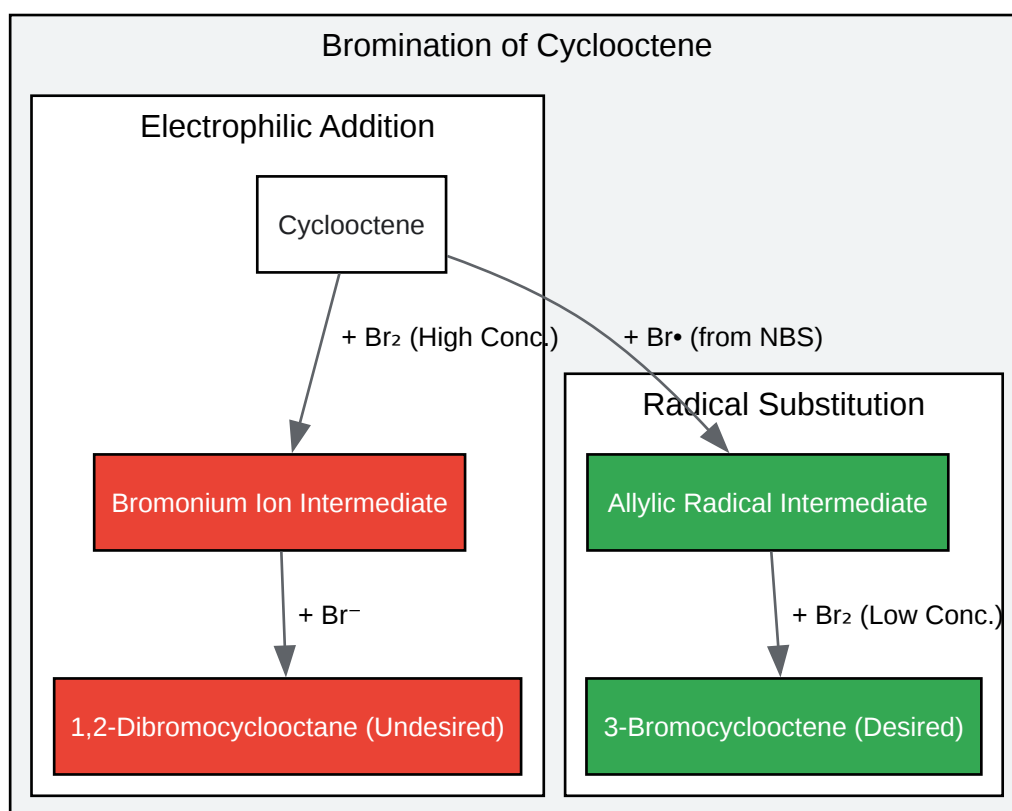 Bromination of Cyclooctene
Electrophilic Addition
Cyclooctene
+ Br₂ (High Conc.)
+ Br• (from NBS)
Radical Substitution
Bromonium Ion Intermediate
Allylic Radical Intermediate
+ Br⁻
+ Br₂ (Low Conc.)
1,2-Dibromocyclooctane (Undesired)
3-Bromocyclooctene (Desired)